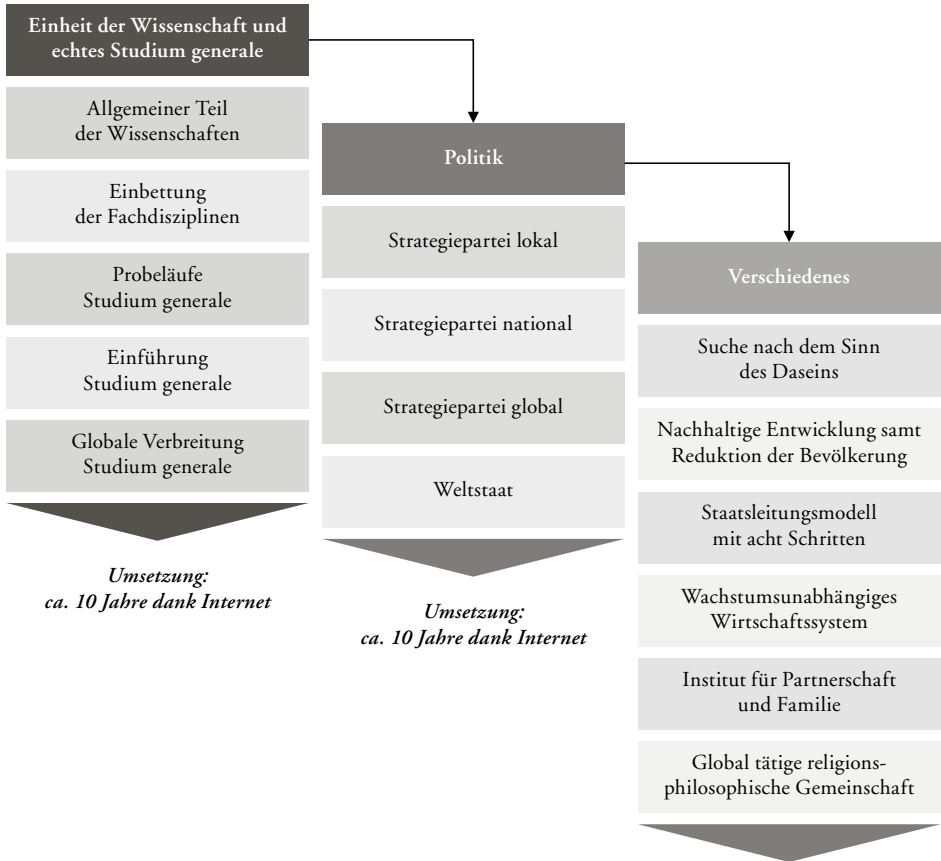 Einheit der Wissenschaft und
echtes Studium generale
Allgemeiner Teil
der Wissenschaften
Einbettung
der Fachdisziplinen
Probeläufe
Studium generale
Einführung
Studium generale
Globale Verbreitung
Studium generale
Umsetzung:
ca. 10 Jahre dank Internet
Politik
Strategiepartei lokal
Strategiepartei national
Strategiepartei global
Weltstaat
Umsetzung:
ca. 10 Jahre dank Internet
Verschiedenes
Suche nach dem Sinn
des Daseins
Nachhaltige Entwicklung samt
Reduktion der Bevölkerung
Staatsleitungsmodell
mit acht Schritten
Wachstumsunabhängiges
Wirtschaftssystem
Institut für Partnerschaft
und Familie
Global tätige religions-
philosophische Gemeinschaft